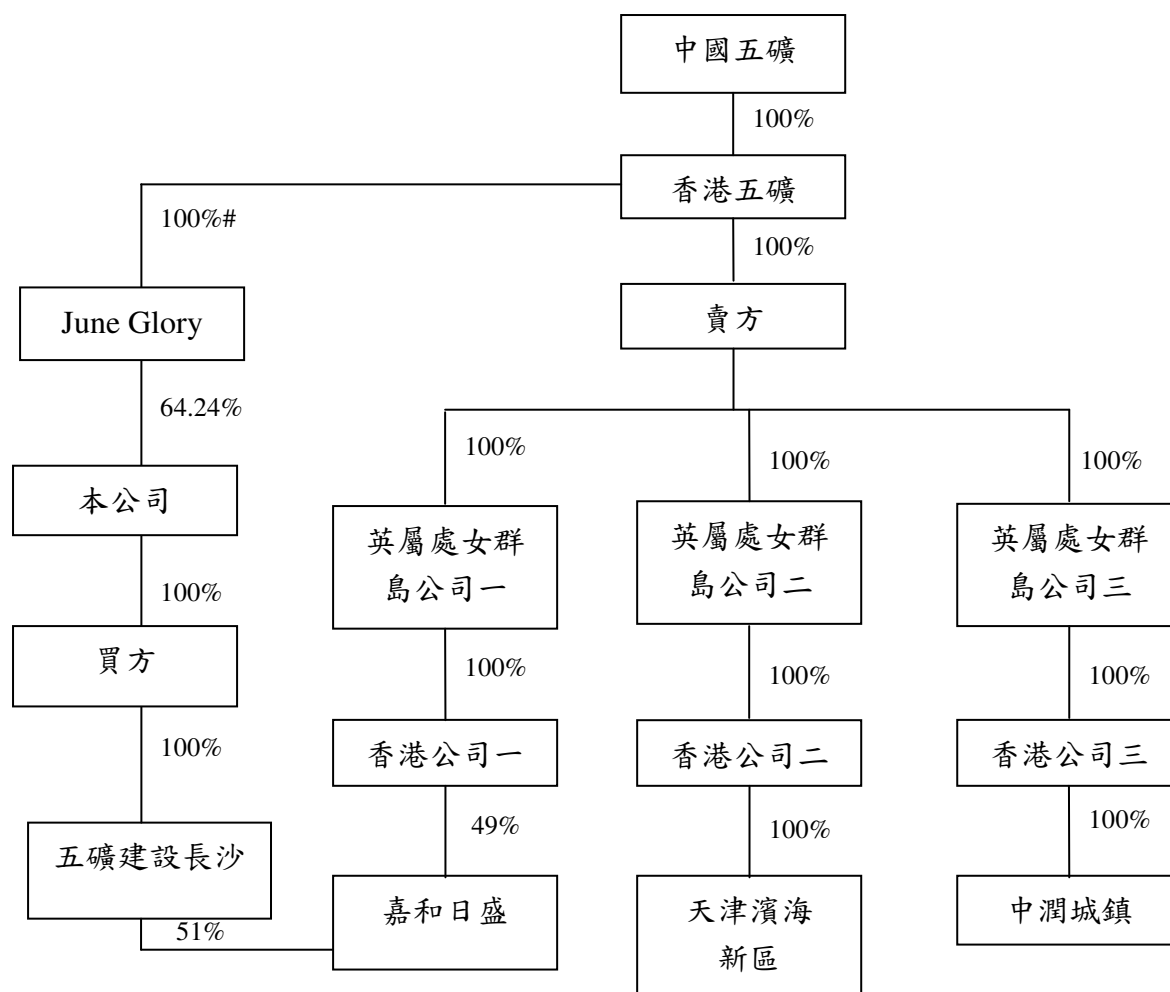 中國五礦
100%
香港五礦
100%#
100%
June Glory
賣方
64.24%
100%
100%
100%
本公司
英屬處女群
島公司一
英屬處女群
島公司二
英屬處女群
島公司三
100%
買方
100%
100%
100%
100%
香港公司一
香港公司二
香港公司三
49%
100%
100%
五礦建設長沙
嘉和日盛
天津濱海
新區
中潤城鎮
51%